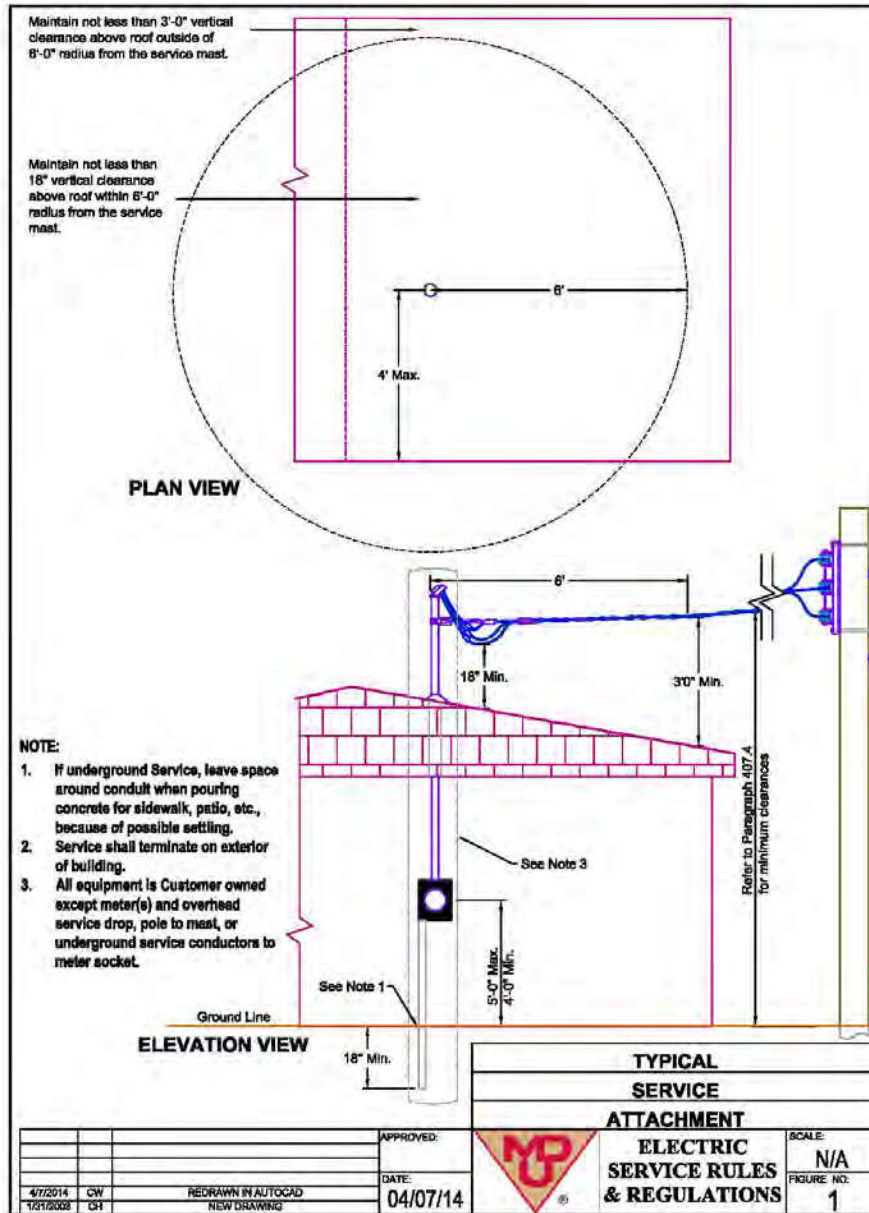 Maintain not less than 3'-0" vertical
clearance above roof outside of
6'-0" radius from the service mast.
Maintain not less than
18" vertical clearance
above roof within 6'-0"
radius from the service
mast.
6'
4' Max.
PLAN VIEW
6'
18" Min.
3'0" Min.
NOTE:
1. If underground Service, leave space
around conduit when pouring
concrete for sidewalk, patio, etc.,
because of possible settling.
2. Service shall terminate on exterior
of building.
3. All equipment is Customer owned
except meter(s) and overhead
service drop, pole to mast, or
underground service conductors to
meter socket.
See Note 3
Refer to Paragraph 407.4
for minimum clearances
5'-0" Max.
4'-0" Min.
See Note 1
Ground Line
ELEVATION VIEW
18" Min.
TYPICAL
SERVICE
ATTACHMENT
APPROVED:
MDU
®
ELECTRIC
SERVICE RULES
& REGULATIONS
SCALE:
N/A
DATE:
04/07/14
FIGURE NO:
1
4/7/2014 CW REDRAWN IN AUTOCAD
1/31/2003 CH NEW DRAWING